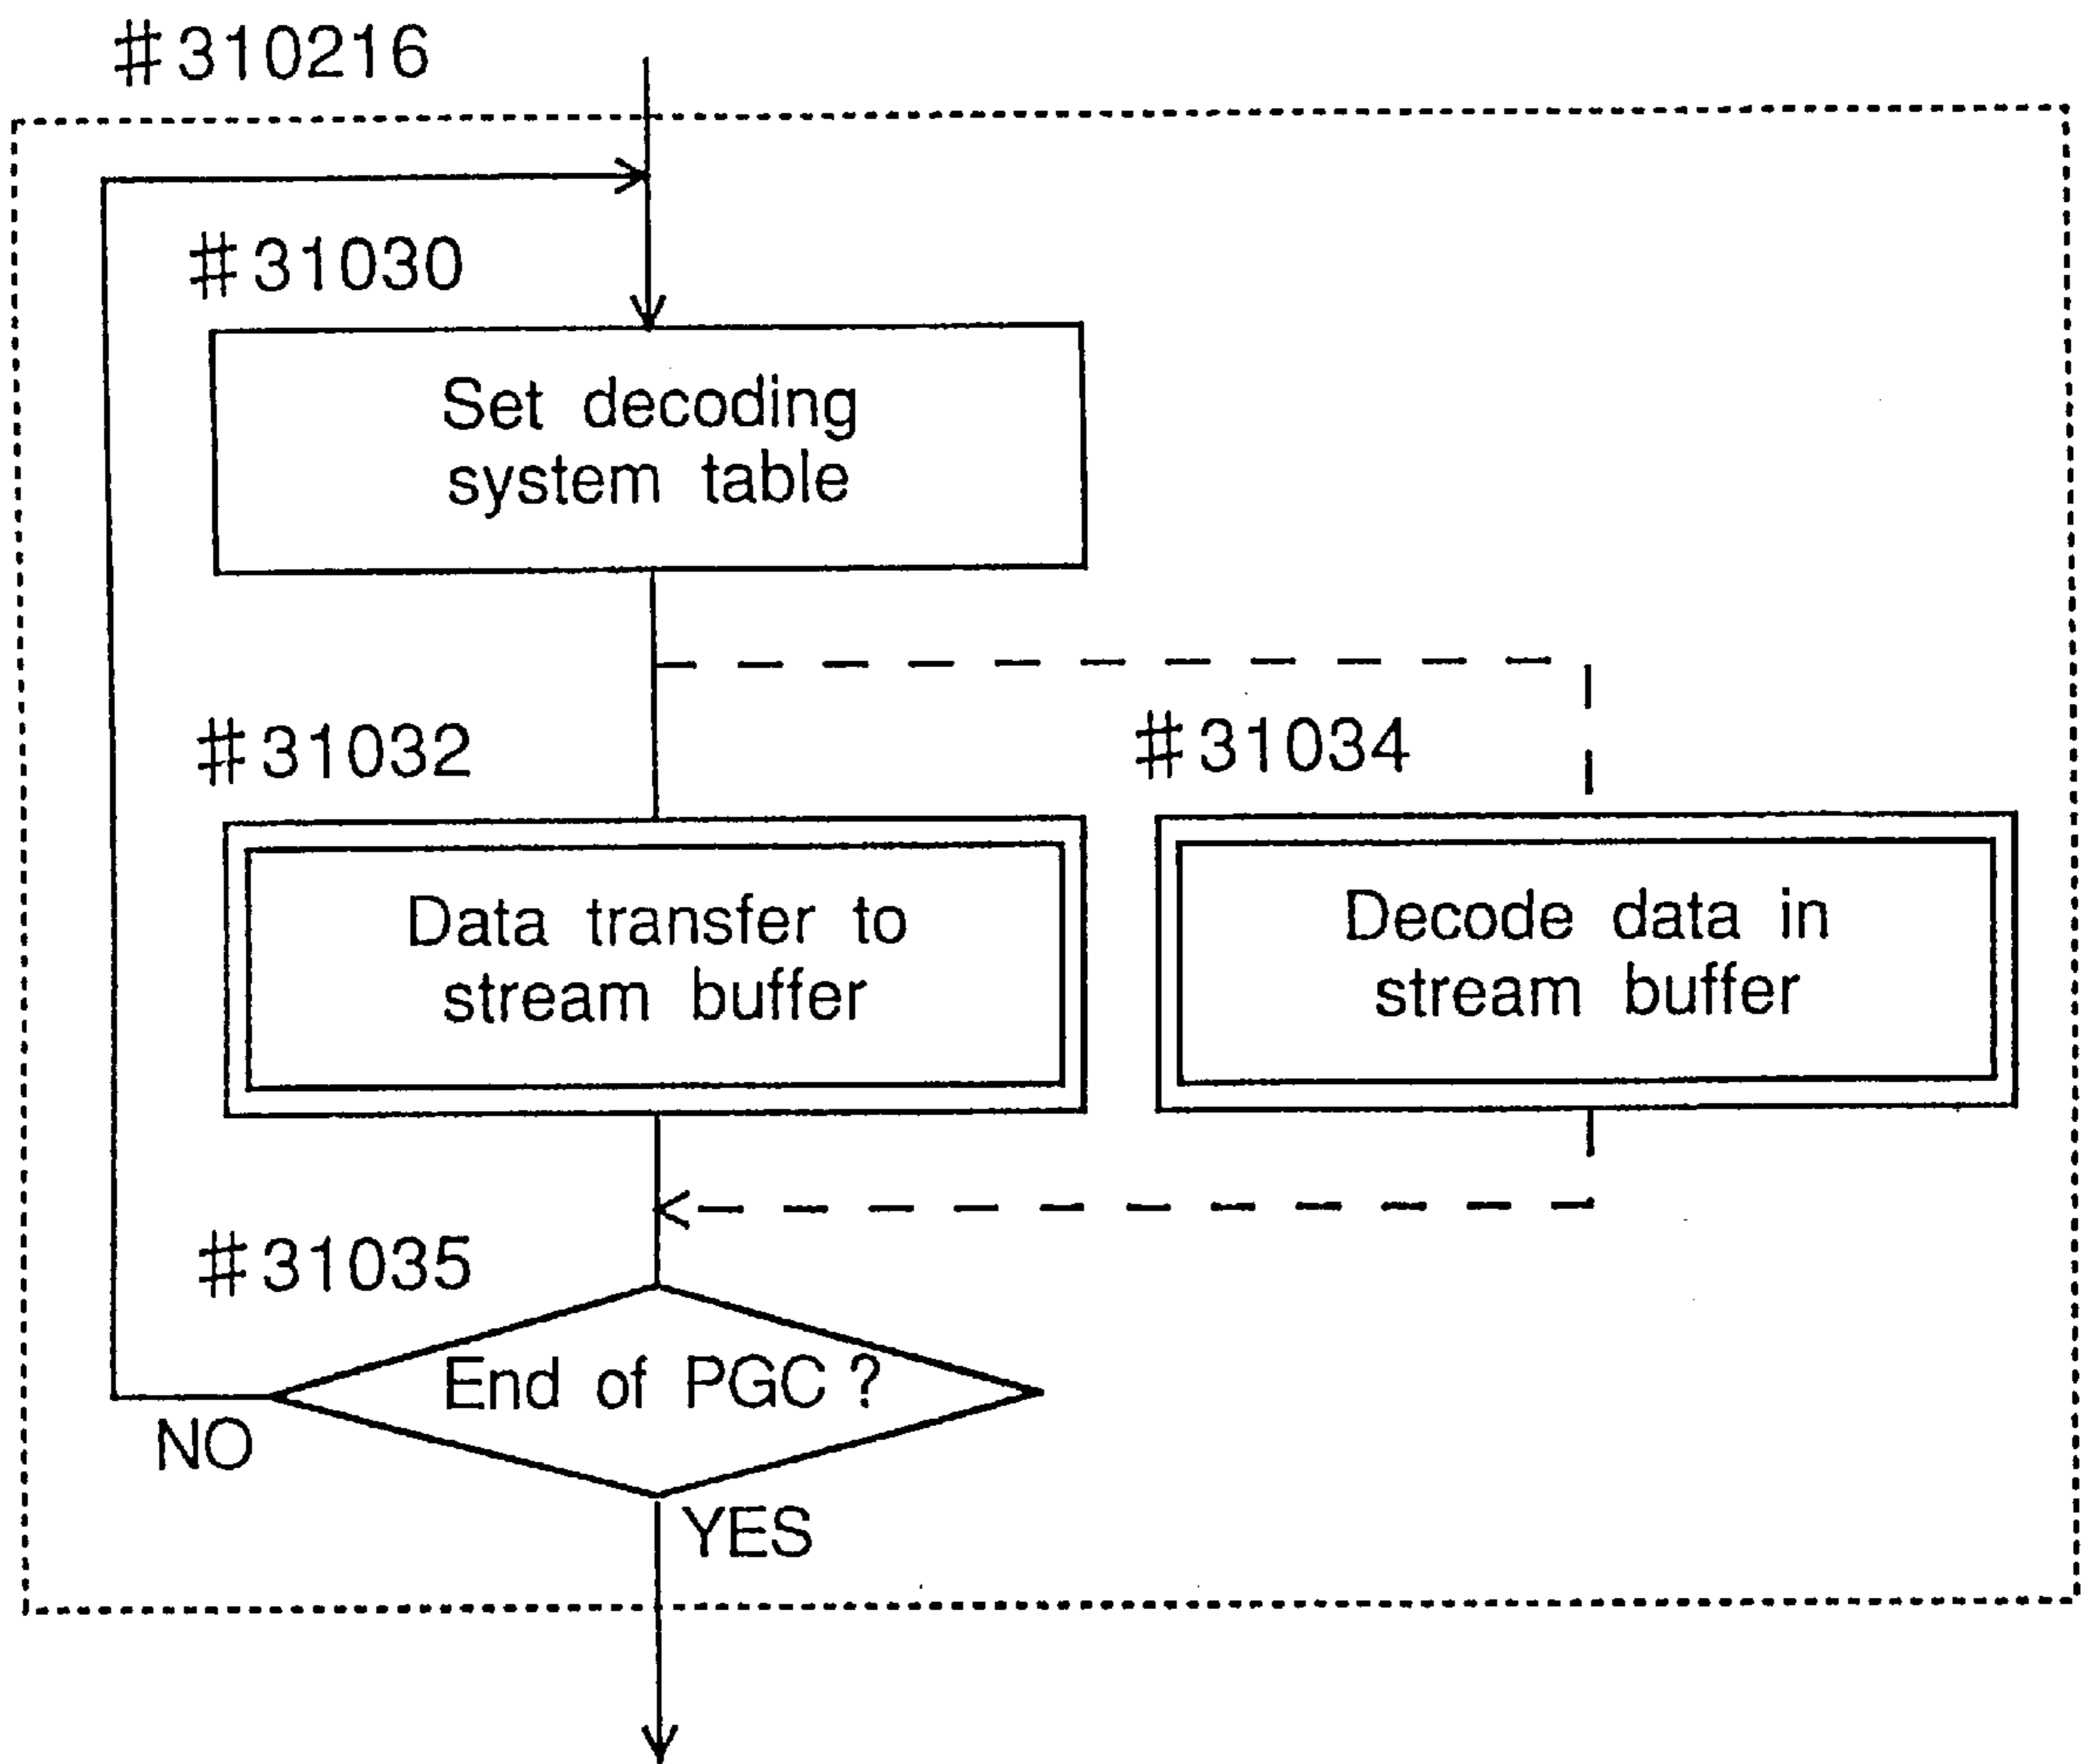 #310216
#31030
Set decoding
system table
#31032
#31034
Data transfer to
stream buffer
Decode data in
stream buffer
#31035
End of PGC ?
NO
YES